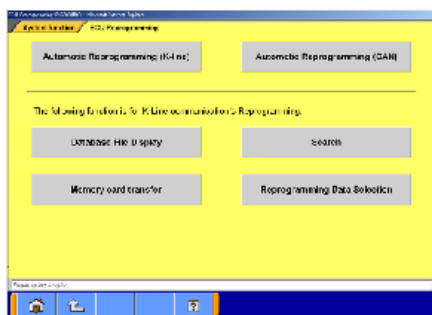 System function / ECU Reprogramming
Automatic Reprogramming (K-line)
Automatic Reprogramming (CAN)
The following function is for K-Line communication's Reprogramming.
Database File Display
Search
Memory card transfer
Reprogramming Data Selection